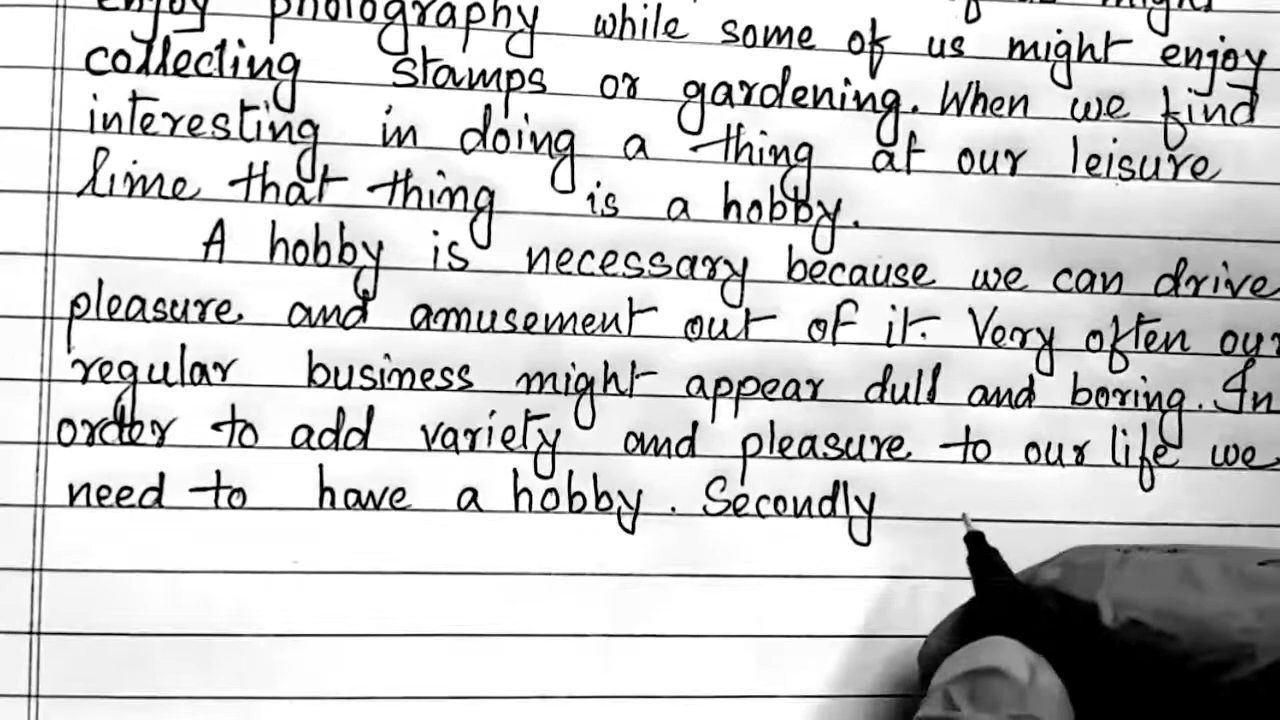 enjoy photography while some of us might enjoy
collecting stamps or gardening. When we find
interesting in doing a thing at our leisure
lime that thing is a hobby.
A hobby is necessary because we can drive
pleasure and amusement out of it. Very often our
regular business might appear dull and boring. In
order to add variety and pleasure to our life we
need to have a hobby. Secondly